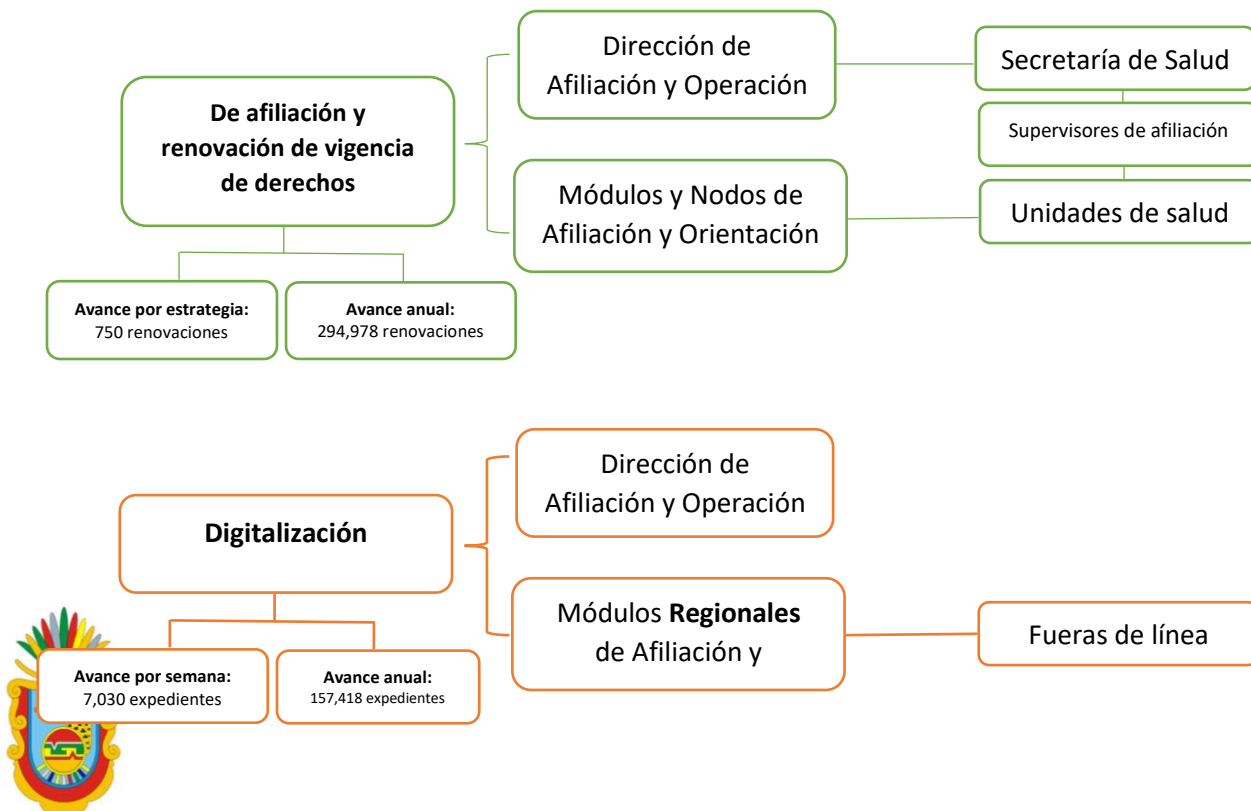 De afiliación y
renovación de vigencia
de derechos
Dirección de
Afiliación y Operación
Secretaría de Salud
Supervisores de afiliación
Módulos y Nodos de
Afiliación y Orientación
Unidades de salud
Avance por estrategia:
750 renovaciones
Avance anual:
294,978 renovaciones
Digitalización
Dirección de
Afiliación y Operación
Módulos Regionales
de Afiliación y
Fueras de línea
Avance por semana:
7,030 expedientes
Avance anual:
157,418 expedientes